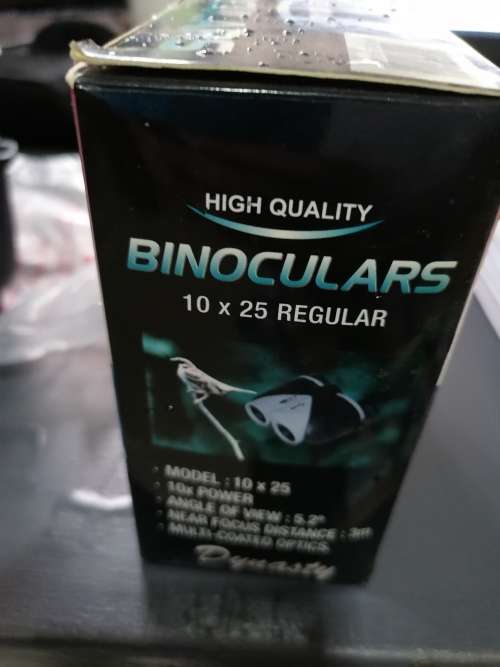 HIGH QUALITY
BINOCULARS
10 x 25 REGULAR
· MODEL : 10 x 25
· 10x POWER
· ANGLE OF VIEW : 5.2°
· NEAR FOCUS DISTANCE : 3m
· MULTI-COATED OPTICS.
Dynasty